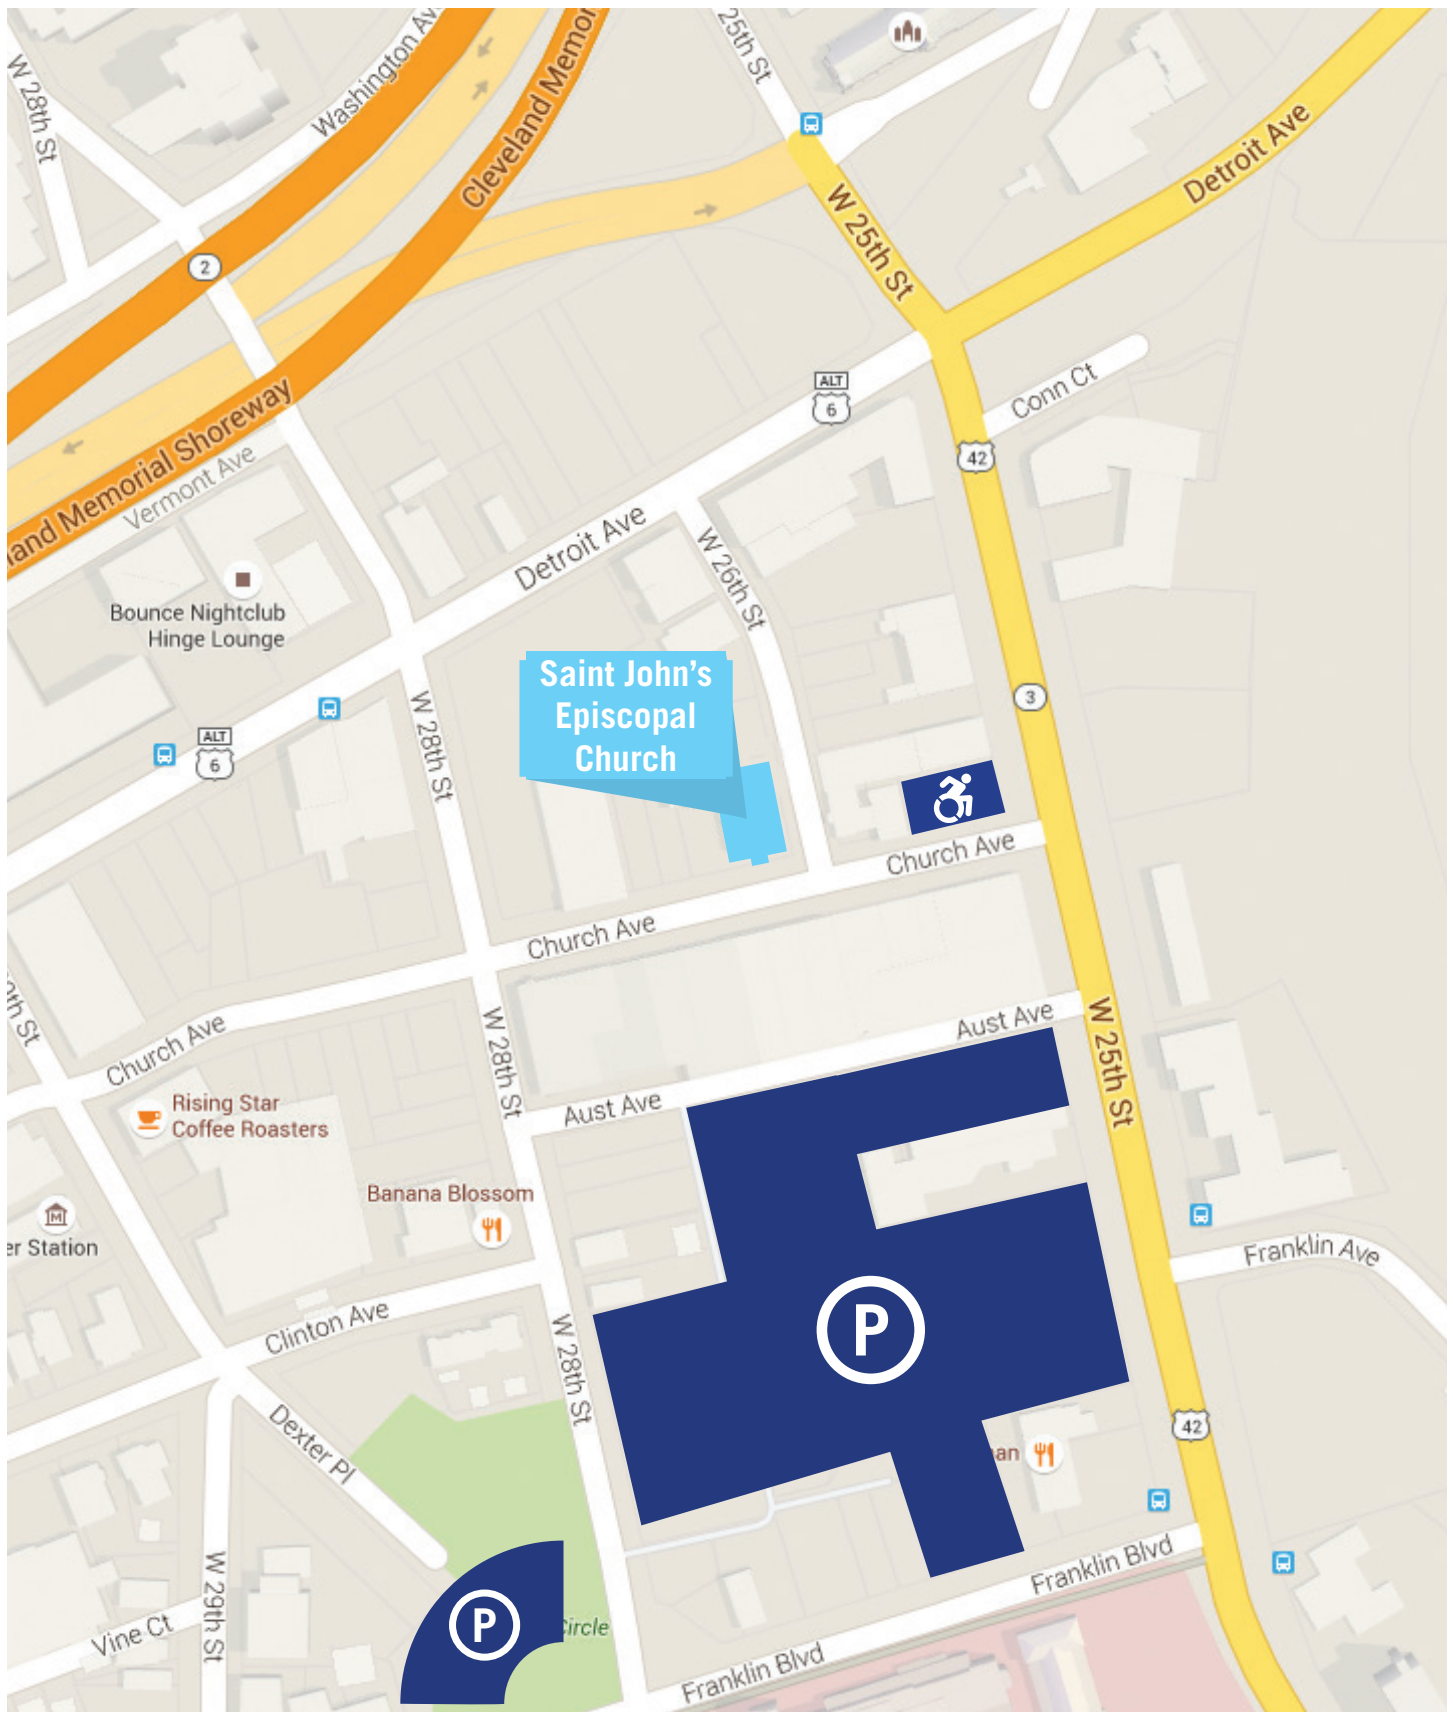 W 28th St
Washington Av
Cleveland Memor
25th St
2
W 25th St
Detroit Ave
ALT
6
Conn Ct
42
land Memorial Shoreway
Vermont Ave
Detroit Ave
W 26th St
Bounce Nightclub
Hinge Lounge
Saint John’s
Episcopal
Church
W 28th St
3
ALT
6
Church Ave
Church Ave
Church Ave
W 28th St
Aust Ave
Aust Ave
W 25th St
Rising Star
Coffee Roasters
Banana Blossom
M
er Station
Franklin Ave
Clinton Ave
P
W 28th St
Dexter Pl
42
an
W 29th St
Vine Ct
P
Circle
Franklin Blvd
Franklin Blvd